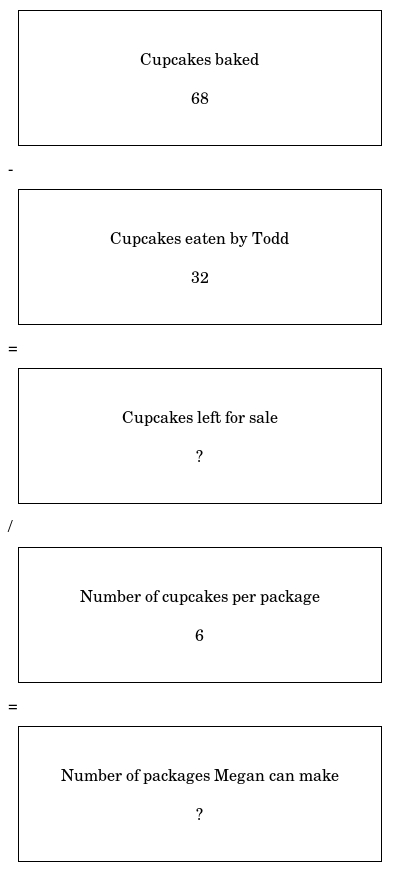 Cupcakes baked
68
-
Cupcakes eaten by Todd
32
=
Cupcakes left for sale
?
/
Number of cupcakes per package
6
=
Number of packages Megan can make
?